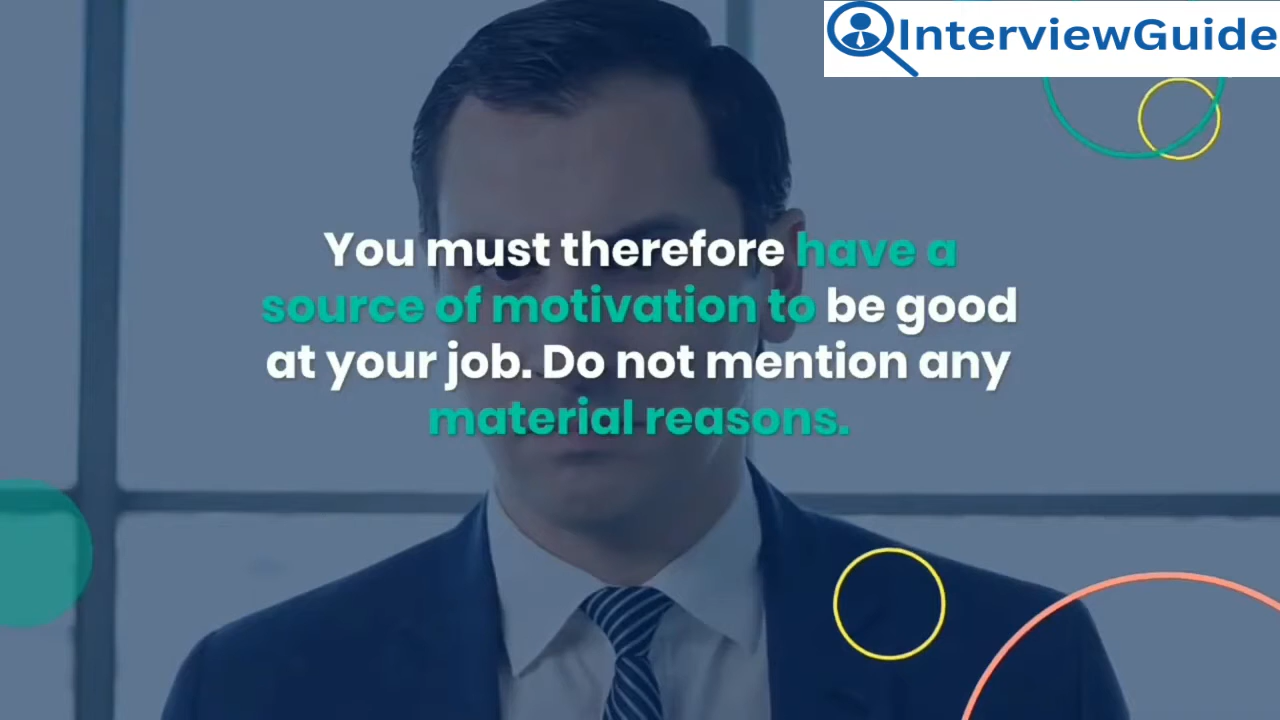 InterviewGuide
You must therefore have a
source of motivation to be good
at your job. Do not mention any
material reasons.